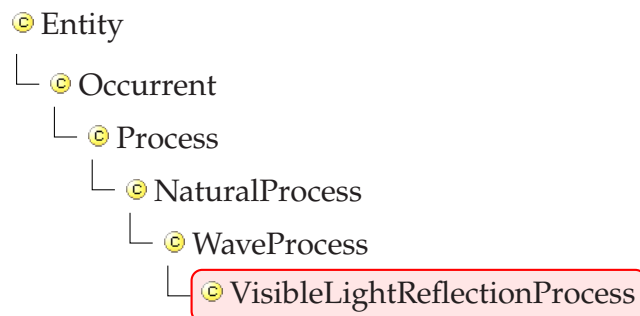 Entity
Occurrent
Process
NaturalProcess
WaveProcess
VisibleLightReflectionProcess